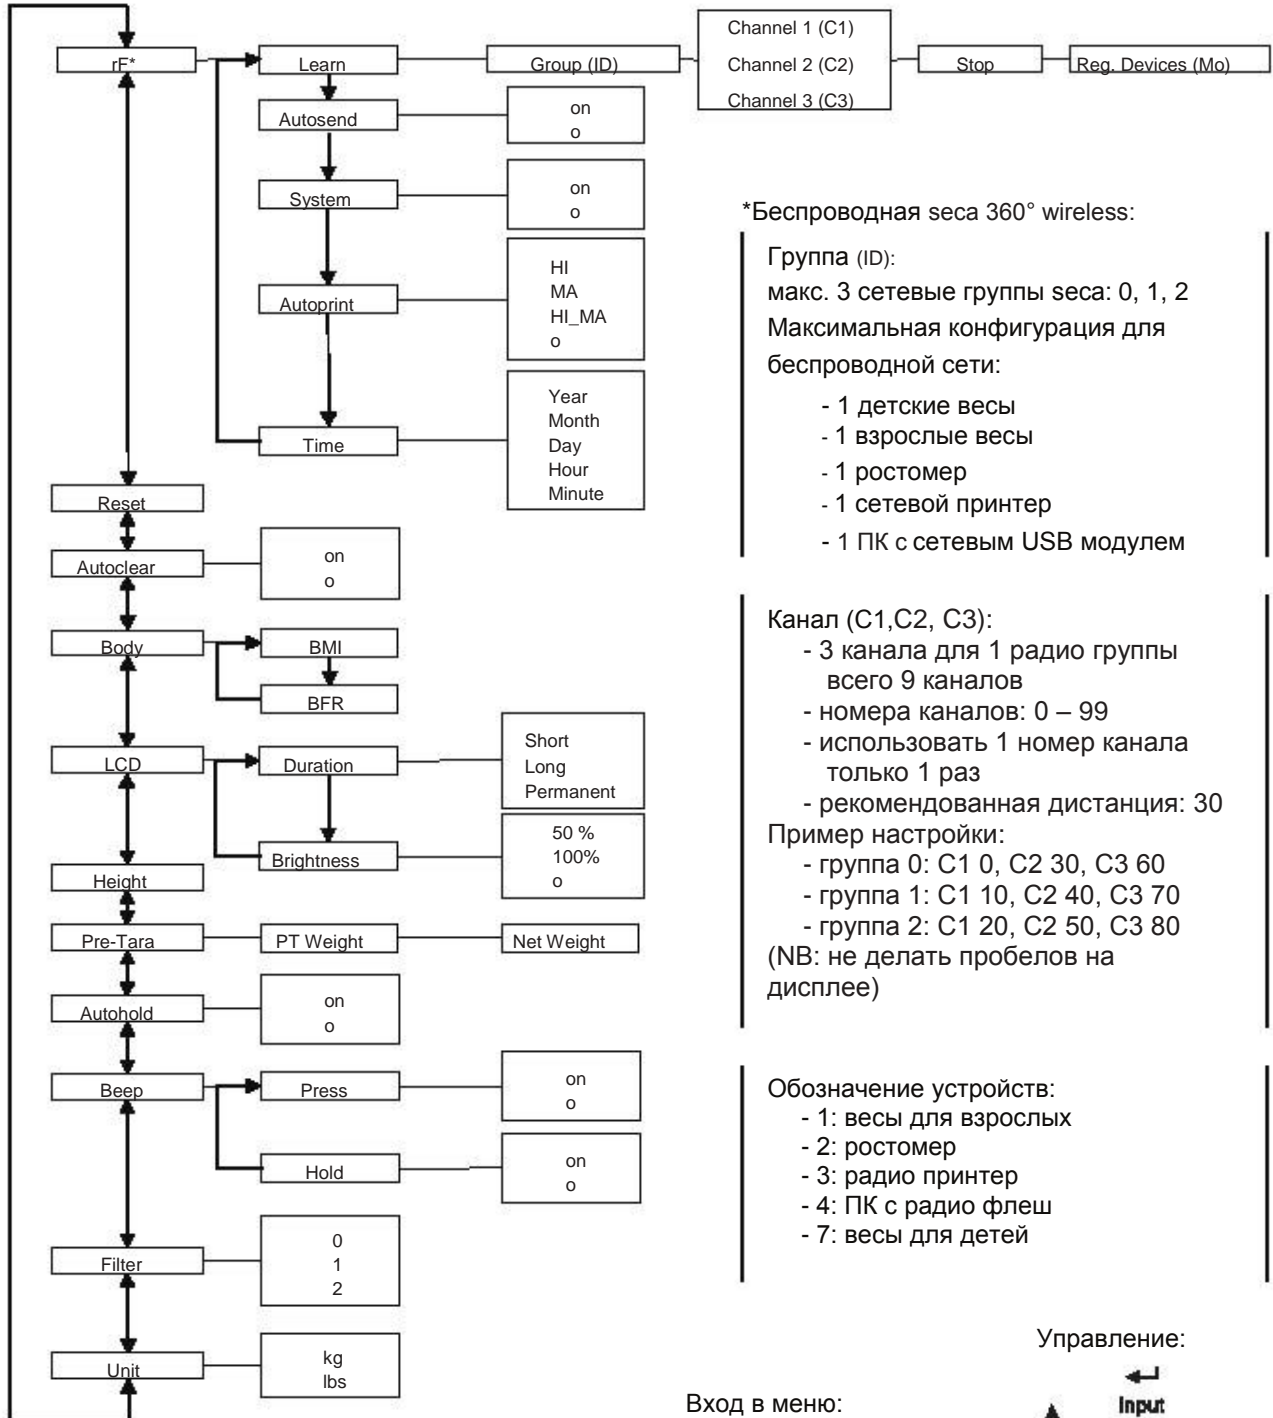 rF*
Learn
Group (ID)
Channel 1 (C1)
Channel 2 (C2)
Channel 3 (C3)
Stop
Reg. Devices (Mo)
Autosend
on
o
System
on
o
Autoprint
HI
MA
HI_MA
o
Time
Year
Month
Day
Hour
Minute
Reset
Autoclear
on
o
Body
BMI
BFR
LCD
Duration
Short
Long
Permanent
Brightness
50 %
100%
o
Height
Pre-Tara
PT Weight
Net Weight
Autohold
on
o
Beep
Press
on
o
Hold
on
o
Filter
0
1
2
Unit
kg
lbs
*Беспроводная seca 360° wireless:
Группа (ID):
макс. 3 сетевые группы seca: 0, 1, 2
Максимальная конфигурация для
беспроводной сети:
- 1 детские весы
- 1 взрослые весы
- 1 ростомер
- 1 сетевой принтер
- 1 ПК с сетевым USB модулем
Канал (C1,C2, C3):
- 3 канала для 1 радио группы
всего 9 каналов
- номера каналов: 0 – 99
- использовать 1 номер канала
только 1 раз
- рекомендованная дистанция: 30
Пример настройки:
- группа 0: C1 0, C2 30, C3 60
- группа 1: C1 10, C2 40, C3 70
- группа 2: C1 20, C2 50, C3 80
(NB: не делать пробелов на
дисплее)
Обозначение устройств:
- 1: весы для взрослых
- 2: ростомер
- 3: радио принтер
- 4: ПК с радио флеш
- 7: весы для детей
Управление:
Input
Вход в меню: